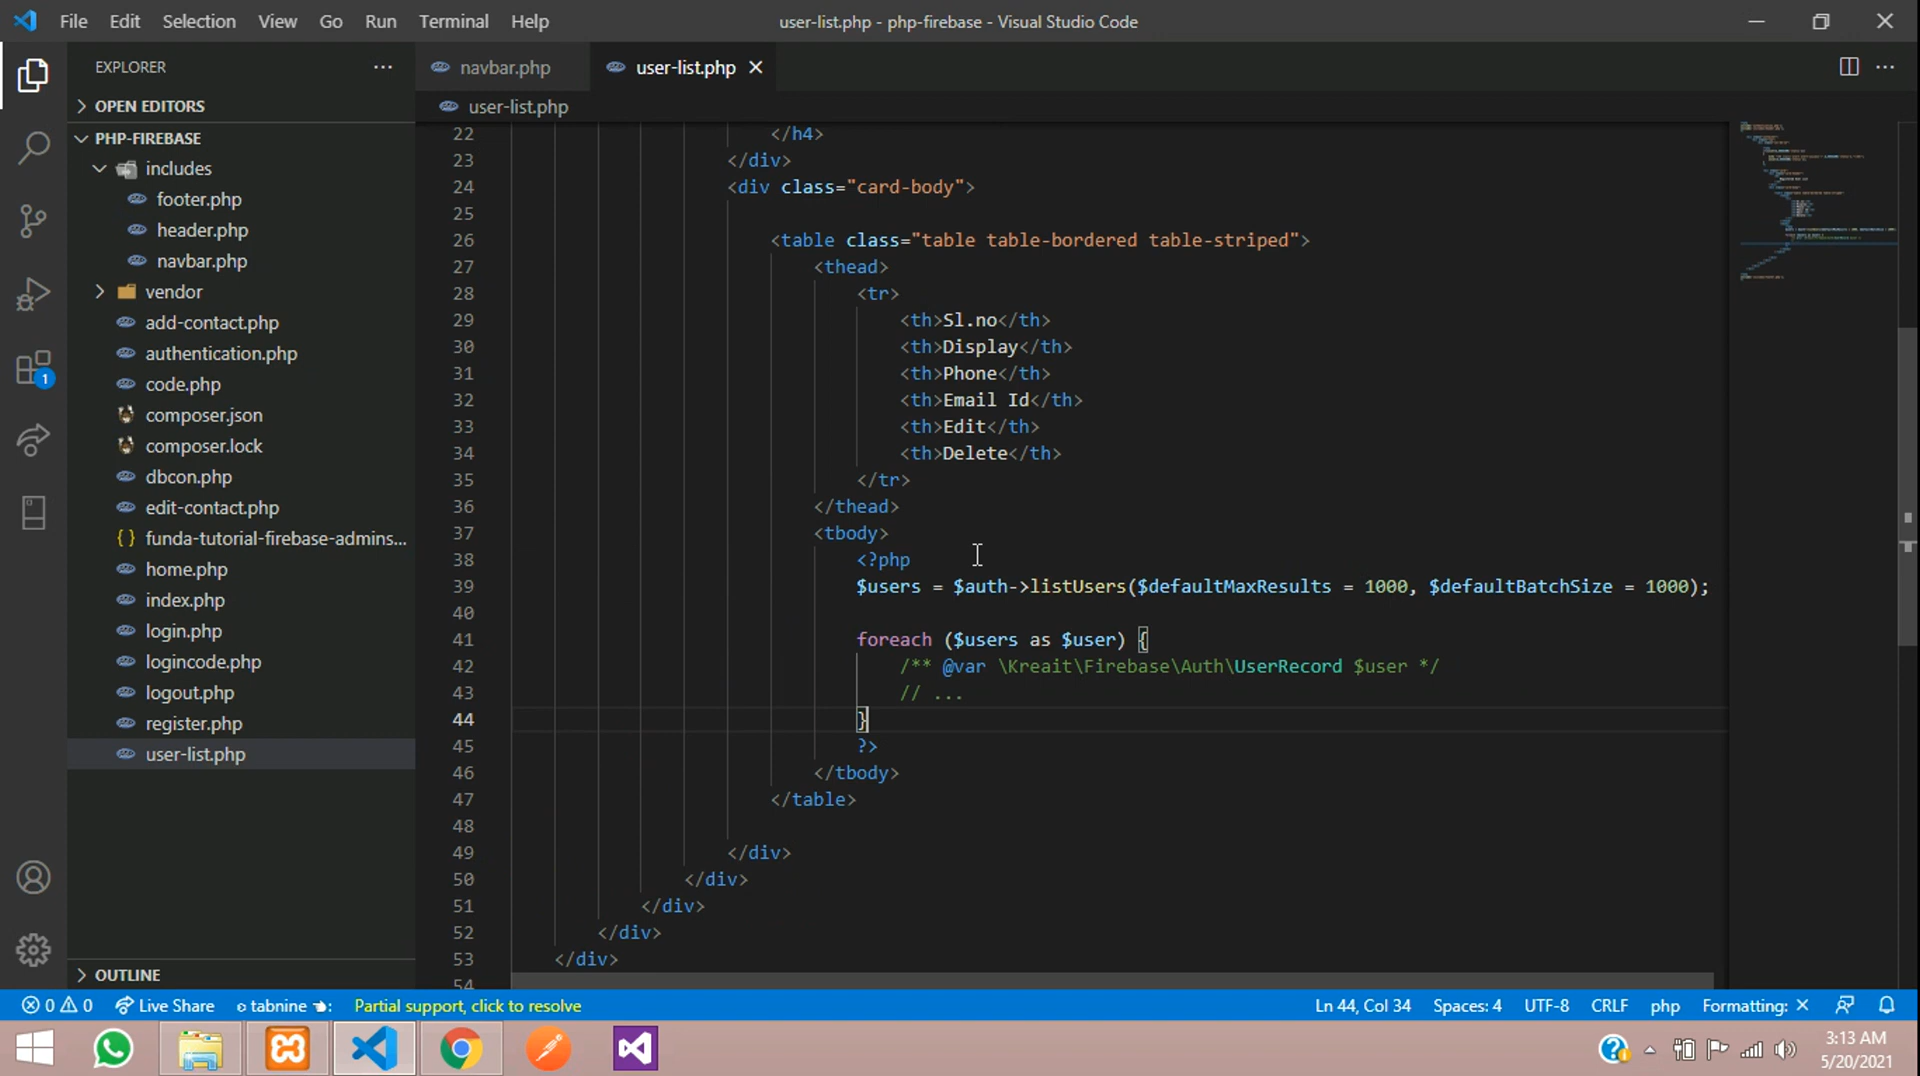 File Edit Selection View Go Run Terminal Help
user-list.php - php-firebase - Visual Studio Code
EXPLORER
OPEN EDITORS
PHP-FIREBASE
includes
footer.php
header.php
navbar.php
vendor
add-contact.php
authentication.php
code.php
composer.json
composer.lock
dbcon.php
edit-contact.php
funda-tutorial-firebase-admins...
home.php
index.php
login.php
logincode.php
logout.php
register.php
user-list.php
OUTLINE
1
navbar.php user-list.php
user-list.php
22 </h4>
23 </div>
24 <div class="card-body">
25
26 <table class="table table-bordered table-striped">
27 <thead>
28 <tr>
29 <th>Sl.no</th>
30 <th>Display</th>
31 <th>Phone</th>
32 <th>Email Id</th>
33 <th>Edit</th>
34 <th>Delete</th>
35 </tr>
36 </thead>
37 <tbody>
38 <?php
39 $users = $auth->listUsers($defaultMaxResults = 1000, $defaultBatchSize = 1000);
40
41 foreach ($users as $user) {
42 /** @var \Kreait\Firebase\Auth\UserRecord $user */
43 // ...
44 }
45 ?>
46 </tbody>
47 </table>
48
49 </div>
50 </div>
51 </div>
52 </div>
53 </div>
54
0 0 Live Share tabnine Partial support, click to resolve
Ln 44, Col 34 Spaces: 4 UTF-8 CRLF php Formatting: ×
3:13 AM
5/20/2021